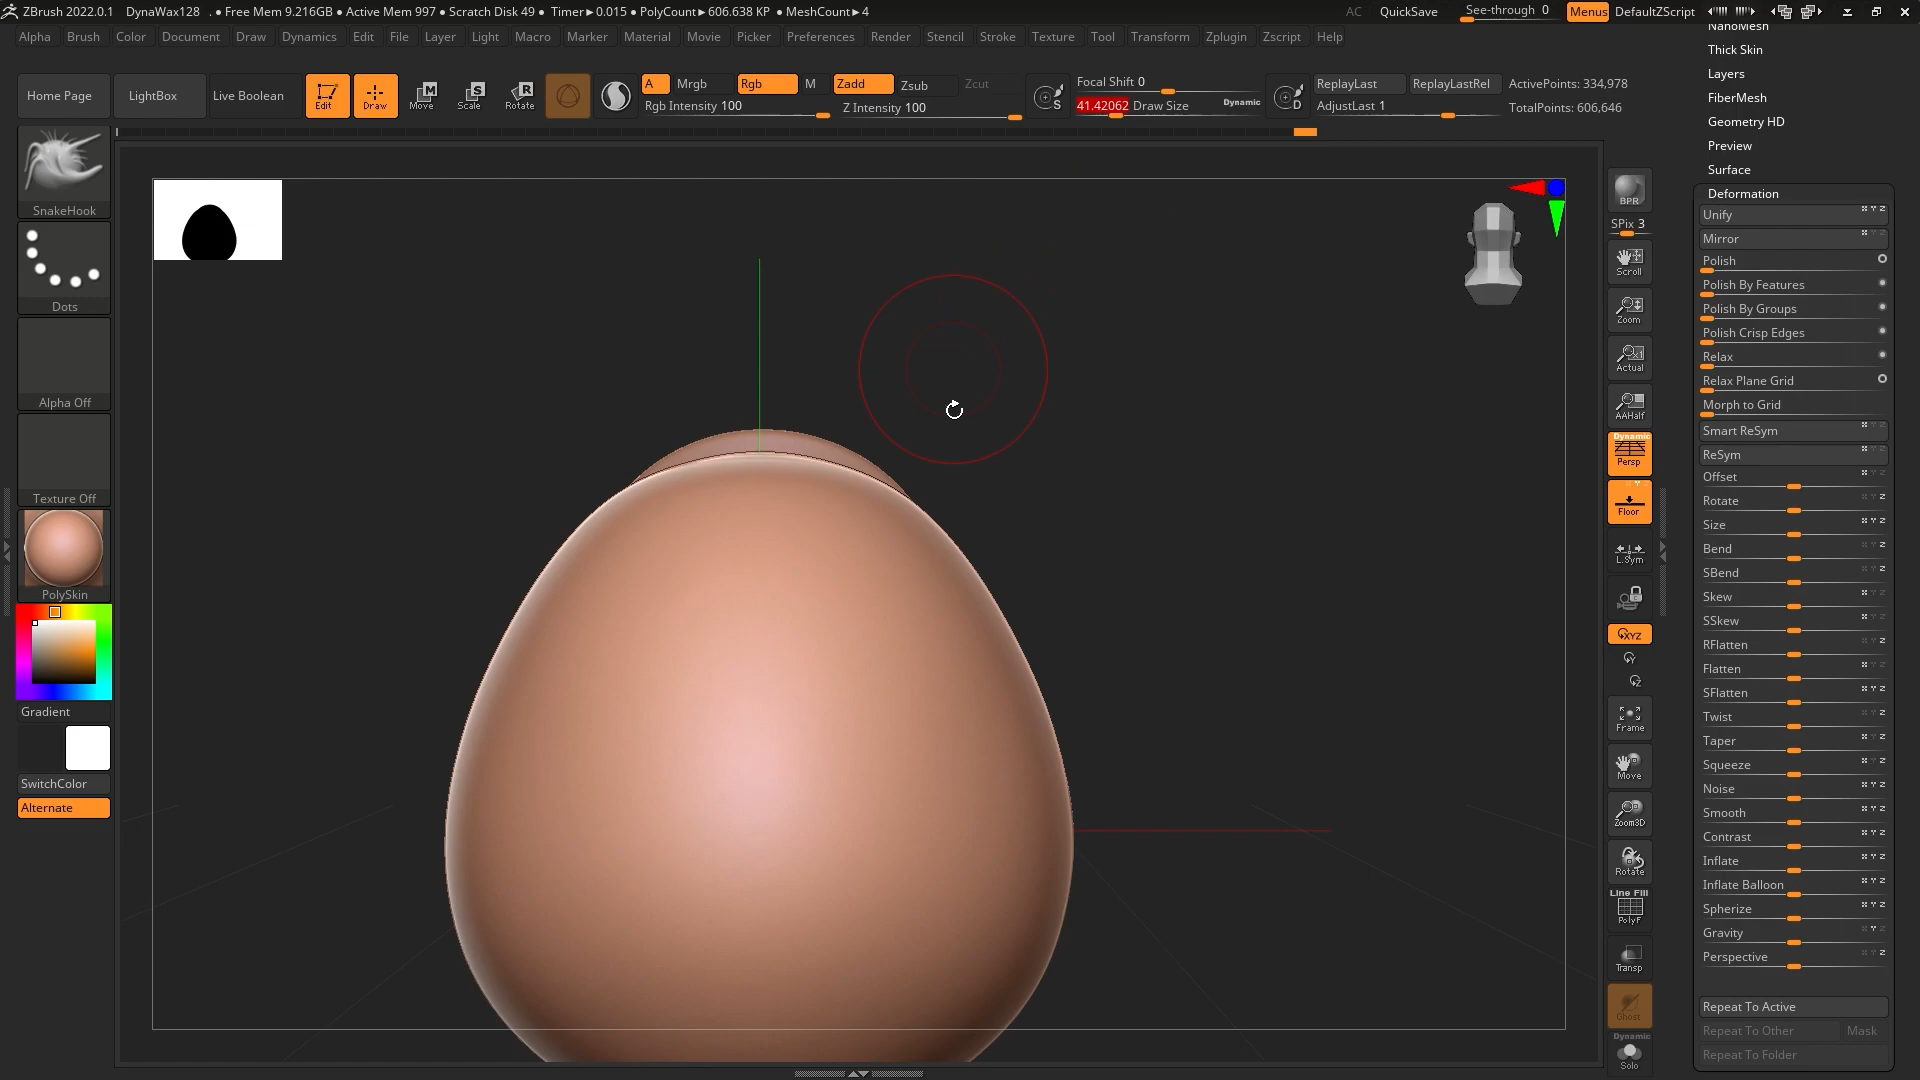 ZBrush 2022.0.1 DynaWax128 . • Free Mem 9.216GB • Active Mem 997 • Scratch Disk 49 • Timer▸0.015 • PolyCount▸606.638 KP • MeshCount▸4 AC QuickSave See-through 0 Menus DefaultZScript
Alpha Brush Color Document Draw Dynamics Edit File Layer Light Macro Marker Material Movie Picker Preferences Render Stencil Stroke Texture Tool Transform Zplugin Zscript Help
Home Page LightBox Live Boolean Edit Draw Move Scale Rotate
A Mrgb Rgb M Zadd Zsub Zcut
Rgb Intensity 100 Z Intensity 100
Focal Shift 0
41.42062 Draw Size Dynamic
ReplayLast ReplayLastRel ActivePoints: 334,978
AdjustLast 1 TotalPoints: 606,646
SnakeHook
Dots
Alpha Off
Texture Off
PolySkin
Gradient
SwitchColor
Alternate
BPR
SPix 3
Scroll
Zoom
Actual
AAHalf
Dynamic
Persp
Floor
L.Sym
XYZ
Frame
Move
Zoom3D
Rotate
Line Fill
PolyF
Transp
Ghost
Dynamic
Solo
NanoMesh
Thick Skin
Layers
FiberMesh
Geometry HD
Preview
Surface
Deformation
Unify
Mirror
Polish
Polish By Features
Polish By Groups
Polish Crisp Edges
Relax
Relax Plane Grid
Morph to Grid
Smart ReSym
ReSym
Offset
Rotate
Size
Bend
SBend
Skew
SSkew
RFlatten
Flatten
SFlatten
Twist
Taper
Squeeze
Noise
Smooth
Contrast
Inflate
Inflate Balloon
Spherize
Gravity
Perspective
Repeat To Active
Repeat To Other Mask
Repeat To Folder